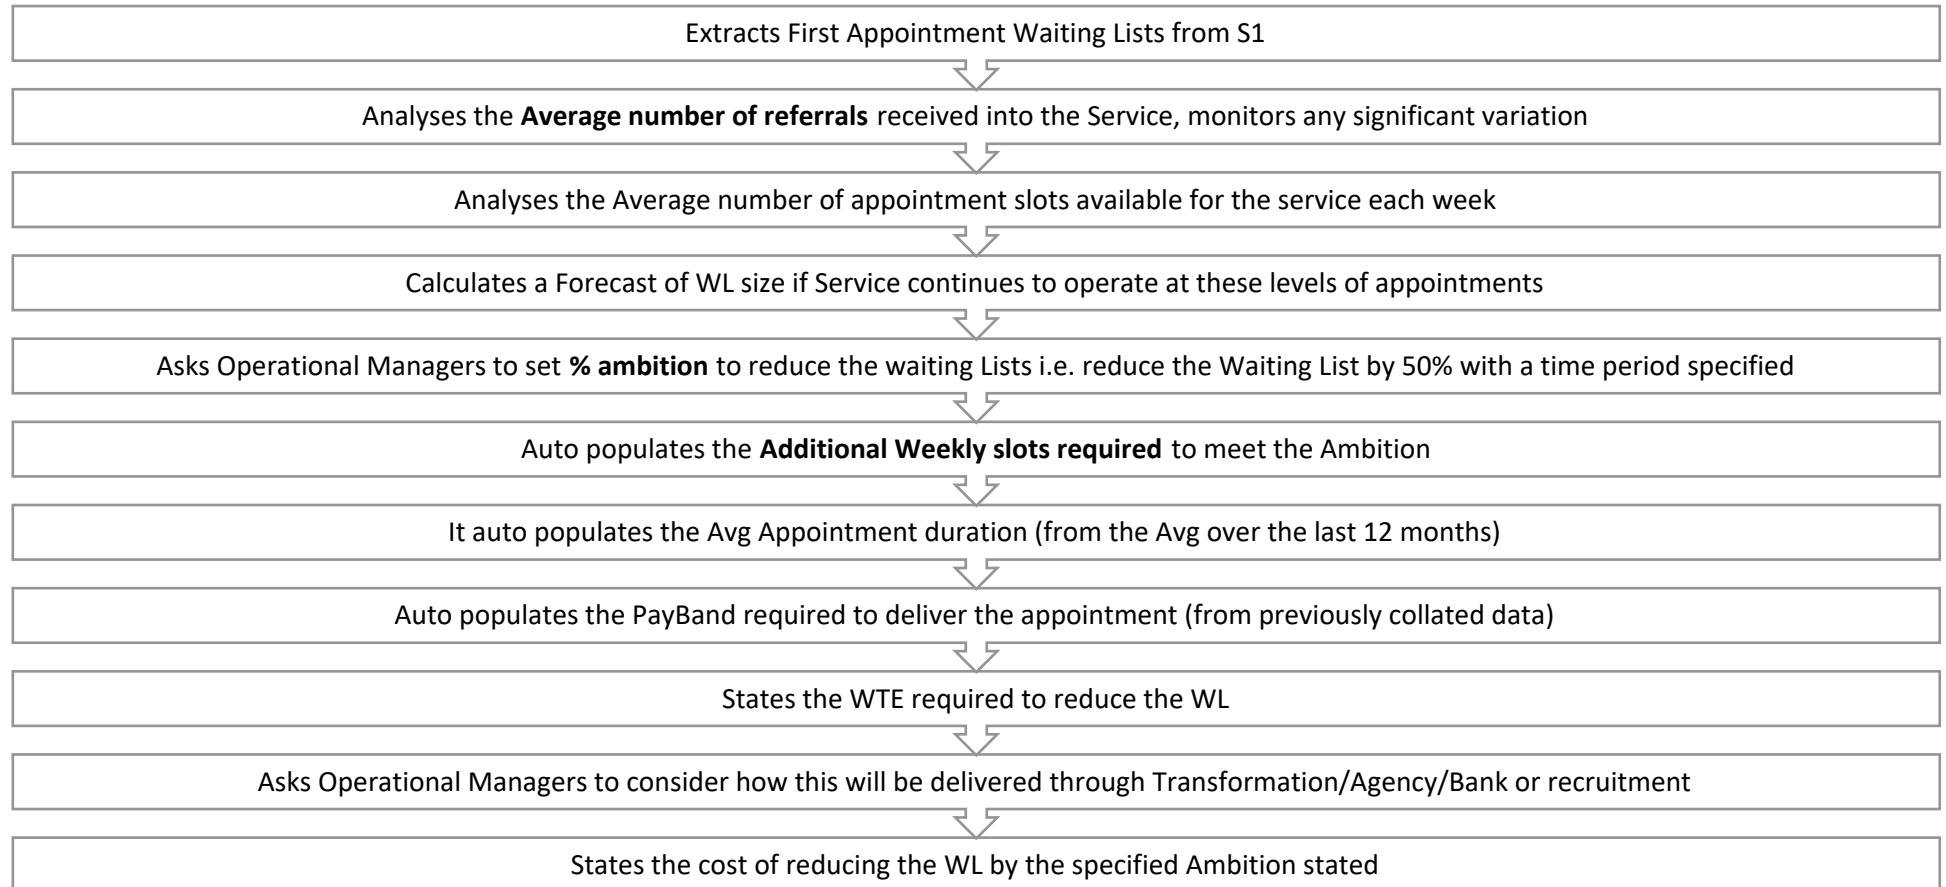 Extracts First Appointment Waiting Lists from S1
Analyses the Average number of referrals received into the Service, monitors any significant variation
Analyses the Average number of appointment slots available for the service each week
Calculates a Forecast of WL size if Service continues to operate at these levels of appointments
Asks Operational Managers to set % ambition to reduce the waiting Lists i.e. reduce the Waiting List by 50% with a time period specified
Auto populates the Additional Weekly slots required to meet the Ambition
It auto populates the Avg Appointment duration (from the Avg over the last 12 months)
Auto populates the PayBand required to deliver the appointment (from previously collated data)
States the WTE required to reduce the WL
Asks Operational Managers to consider how this will be delivered through Transformation/Agency/Bank or recruitment
States the cost of reducing the WL by the specified Ambition stated